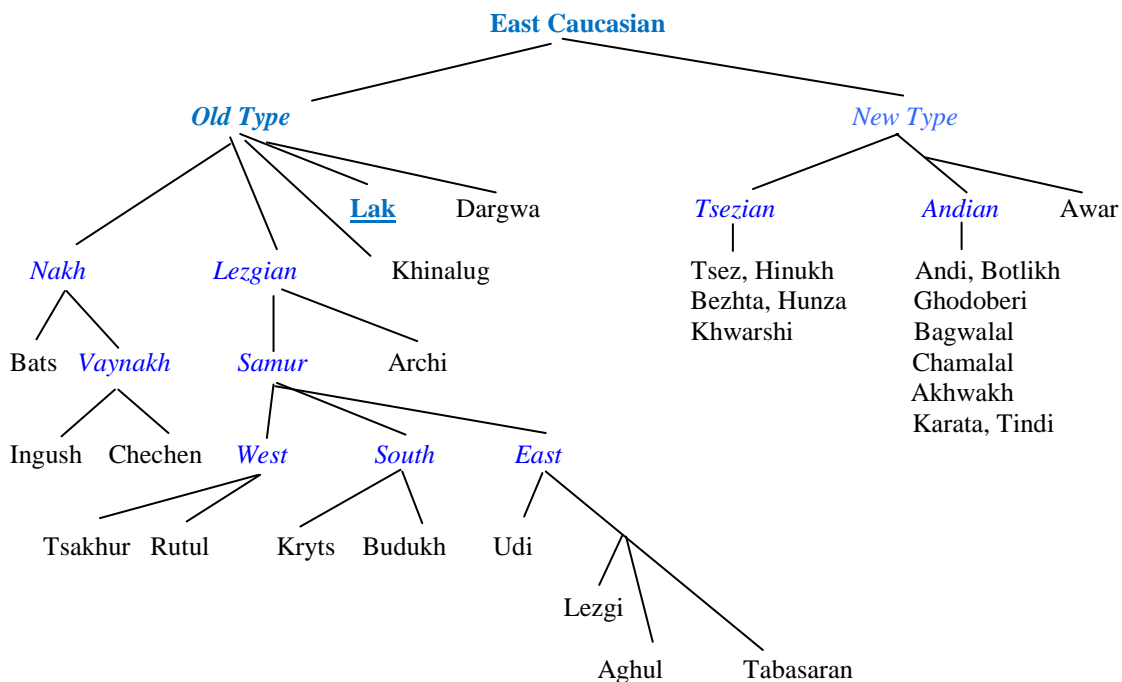 East Caucasian
Old Type New Type
Lak Dargwa Tsezian Andian Awar
Nakh Lezgian Khinalug Tsez, Hinukh Andi, Botlikh
Bezhta, Hunza Ghodoberi
Khwarshi Bagwalal
Bats Vaynakh Samur Archi Chamalal
Akhwakh
Karata, Tindi
Ingush Chechen West South East
Tsakhur Rutul Kryts Budukh Udi
Lezgi
Aghul Tabasaran